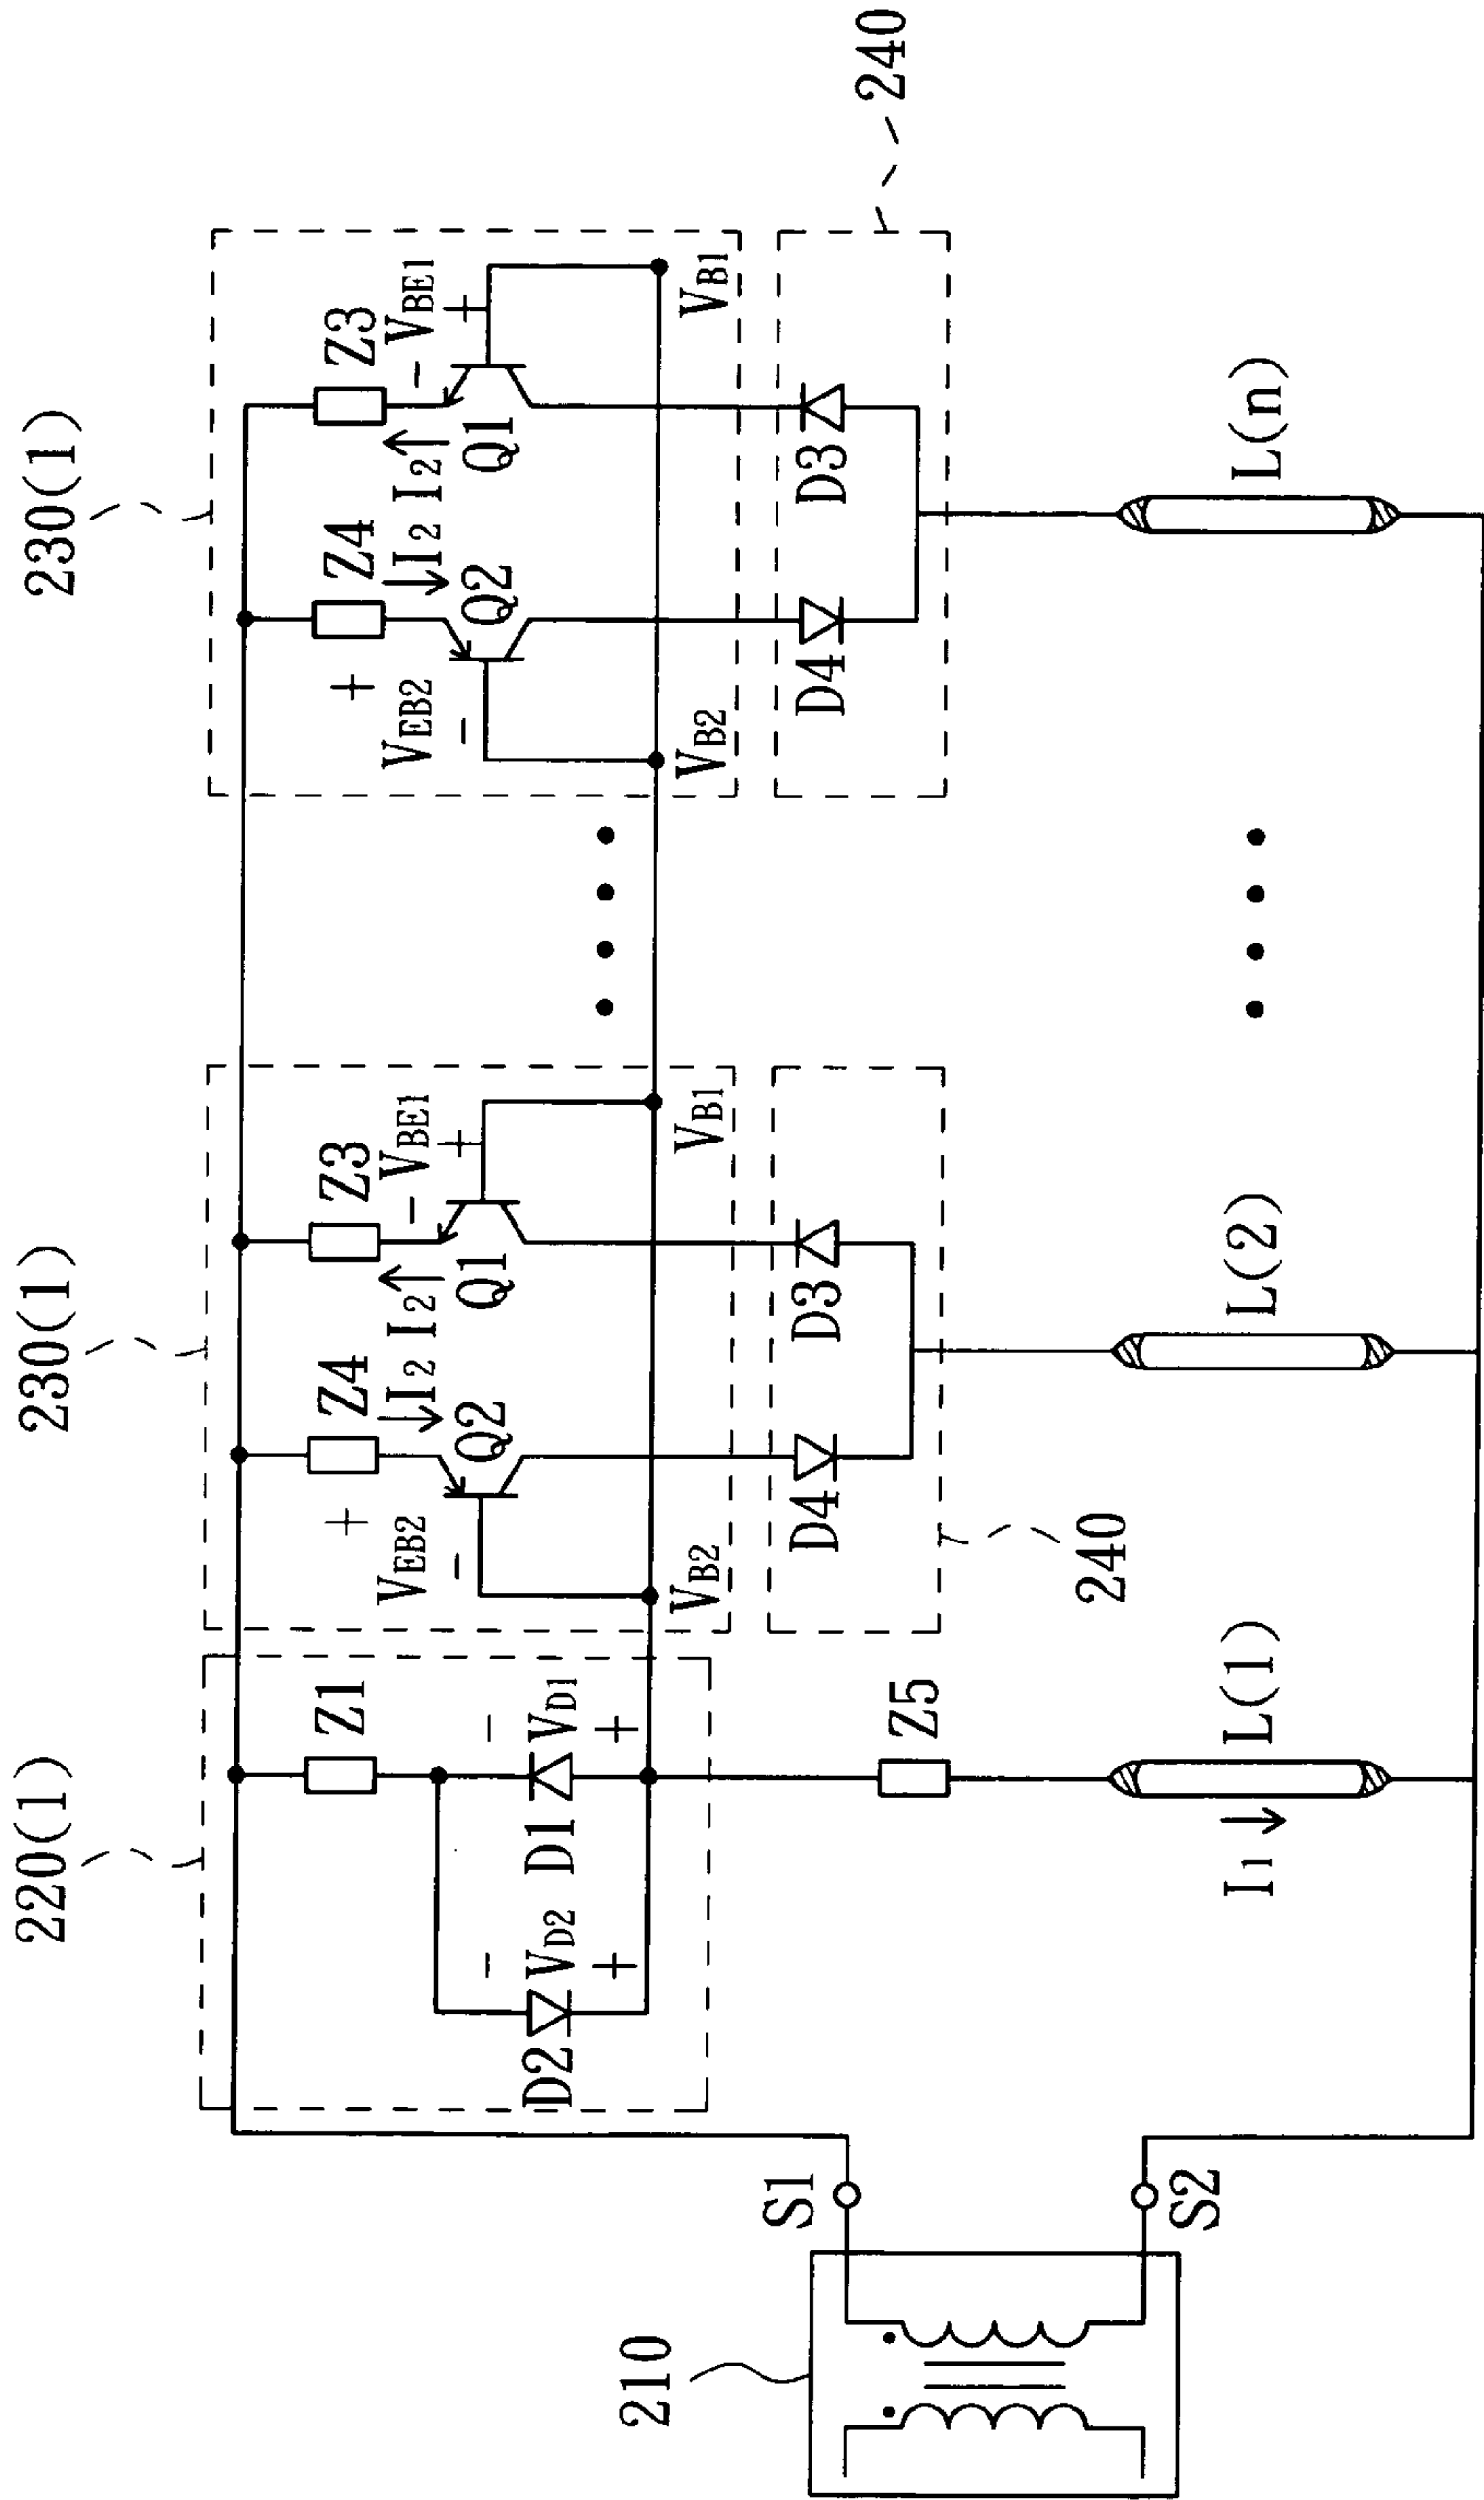 220(1)
230(1)
230(1)
Z1
Z4
Z3
Z4
Z3
+
VEB2
-
I2
I2
-
VBE1
+
+
VEB2
-
I2
I2
-
VBE1
+
Q2
Q1
Q2
Q1
D2
-
VD2
+
D1
-
VD1
+
VB2
VB1
VB2
VB1
210
S1
S2
Z5
D4
D3
D4
D3
240
240
I1
L(1)
L(2)
L(n)